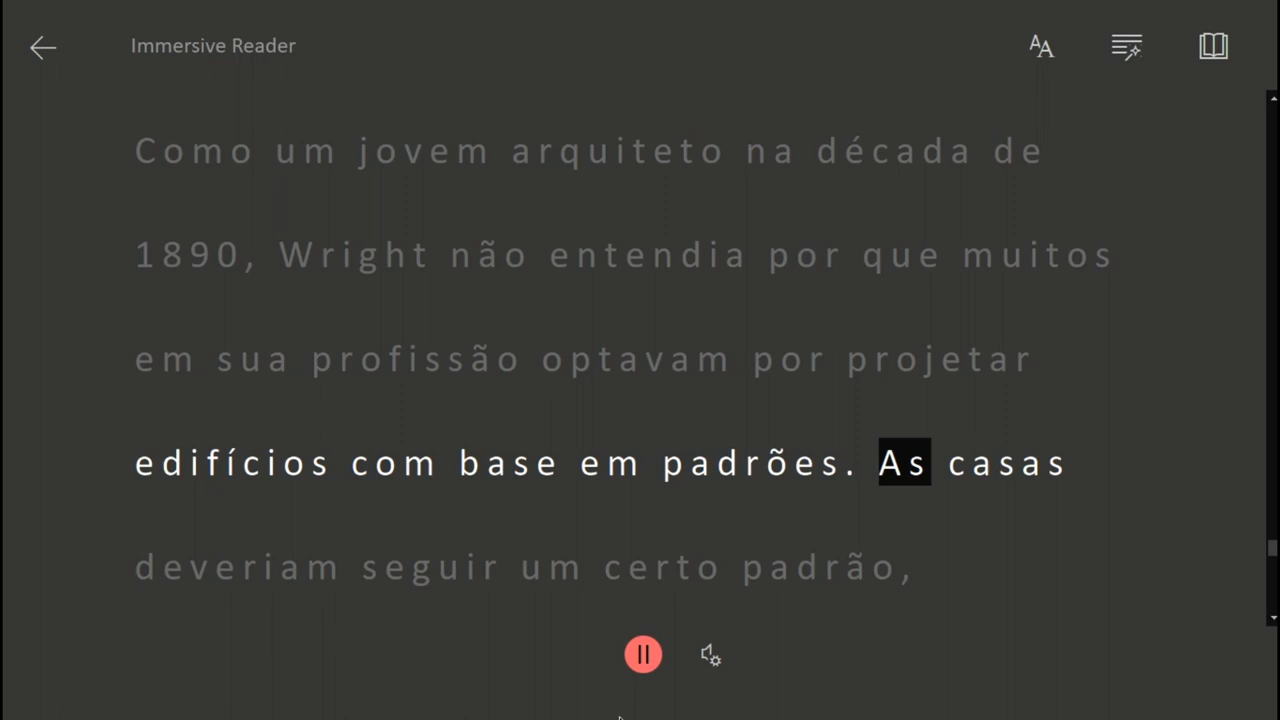 Immersive Reader
Como um jovem arquiteto na década de
1890, Wright não entendia por que muitos
em sua profissão optavam por projetar
edifícios com base em padrões. As casas
deveriam seguir um certo padrão,